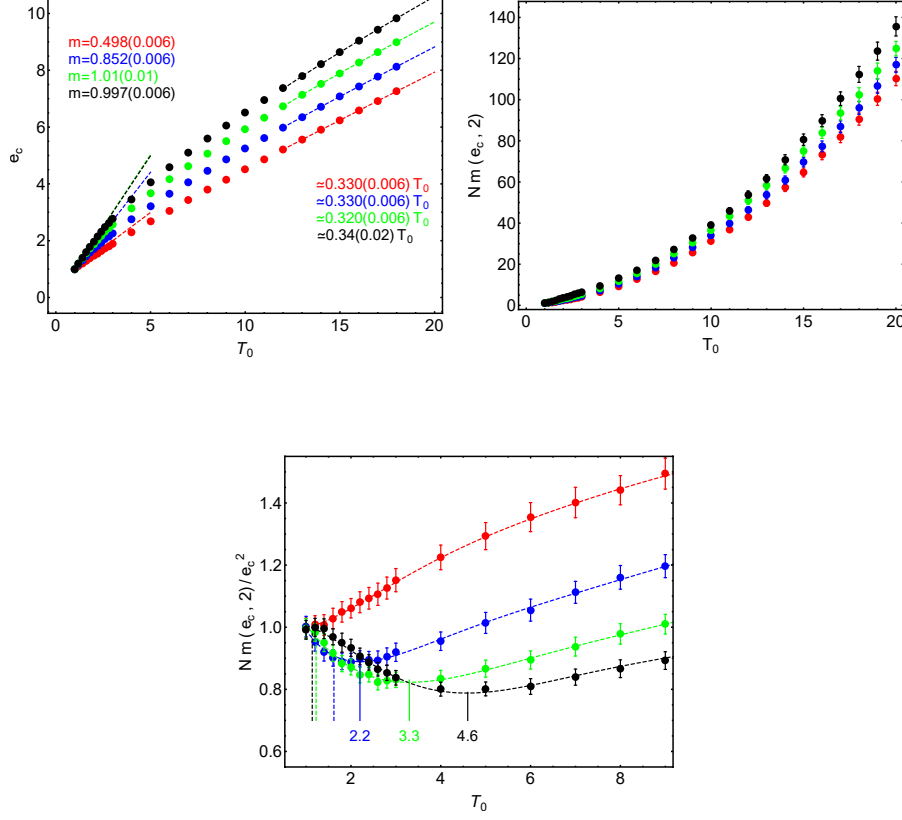 10
8
6
4
2
0
e_c
m=0.498(0.006)
m=0.852(0.006)
m=1.01(0.01)
m=0.997(0.006)
≃0.330(0.006) T_0
≃0.330(0.006) T_0
≃0.320(0.006) T_0
≃0.34(0.02) T_0
0 5 10 15 20
T_0
140
120
100
80
60
40
20
0
N m ( e_c , 2)
0 5 10 15 20
T_0
1.4
1.2
1.0
0.8
0.6
N m ( e_c , 2) / e_c^2
2.2 3.3 4.6
2 4 6 8
T_0